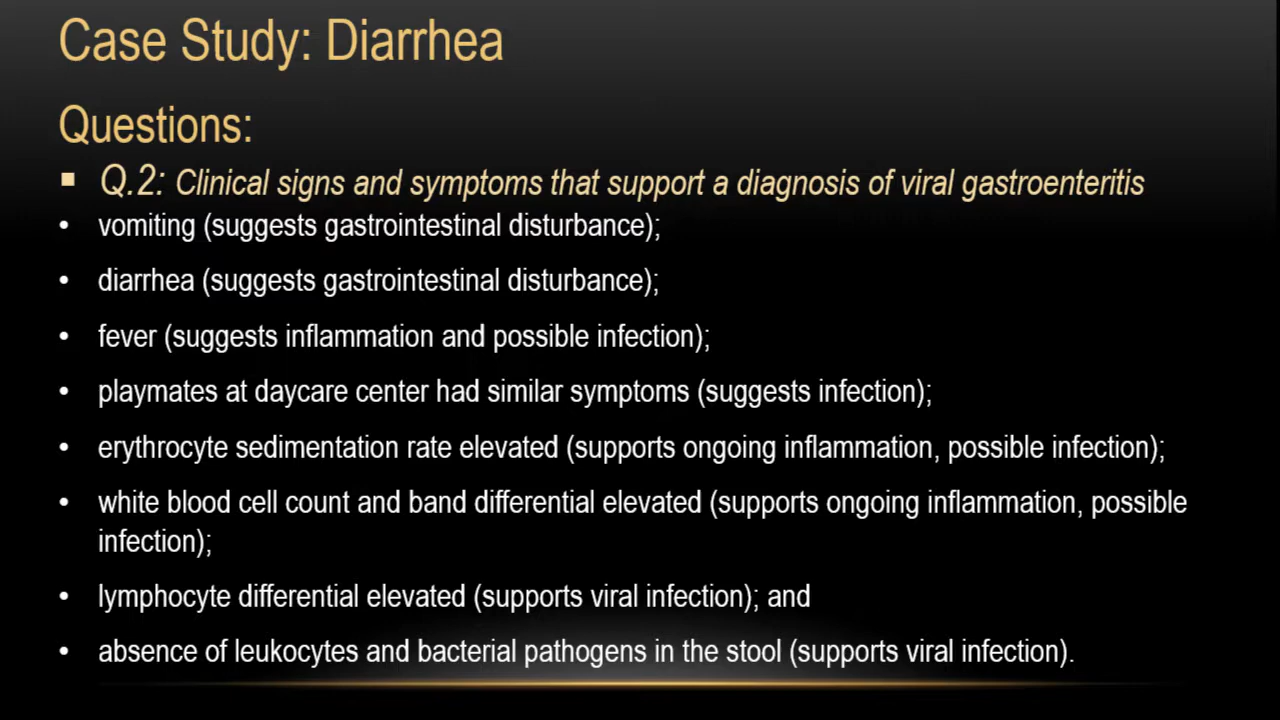 Case Study: Diarrhea
Questions:
▪ Q.2: Clinical signs and symptoms that support a diagnosis of viral gastroenteritis
• vomiting (suggests gastrointestinal disturbance);
• diarrhea (suggests gastrointestinal disturbance);
• fever (suggests inflammation and possible infection);
• playmates at daycare center had similar symptoms (suggests infection);
• erythrocyte sedimentation rate elevated (supports ongoing inflammation, possible infection);
• white blood cell count and band differential elevated (supports ongoing inflammation, possible
infection);
• lymphocyte differential elevated (supports viral infection); and
• absence of leukocytes and bacterial pathogens in the stool (supports viral infection).